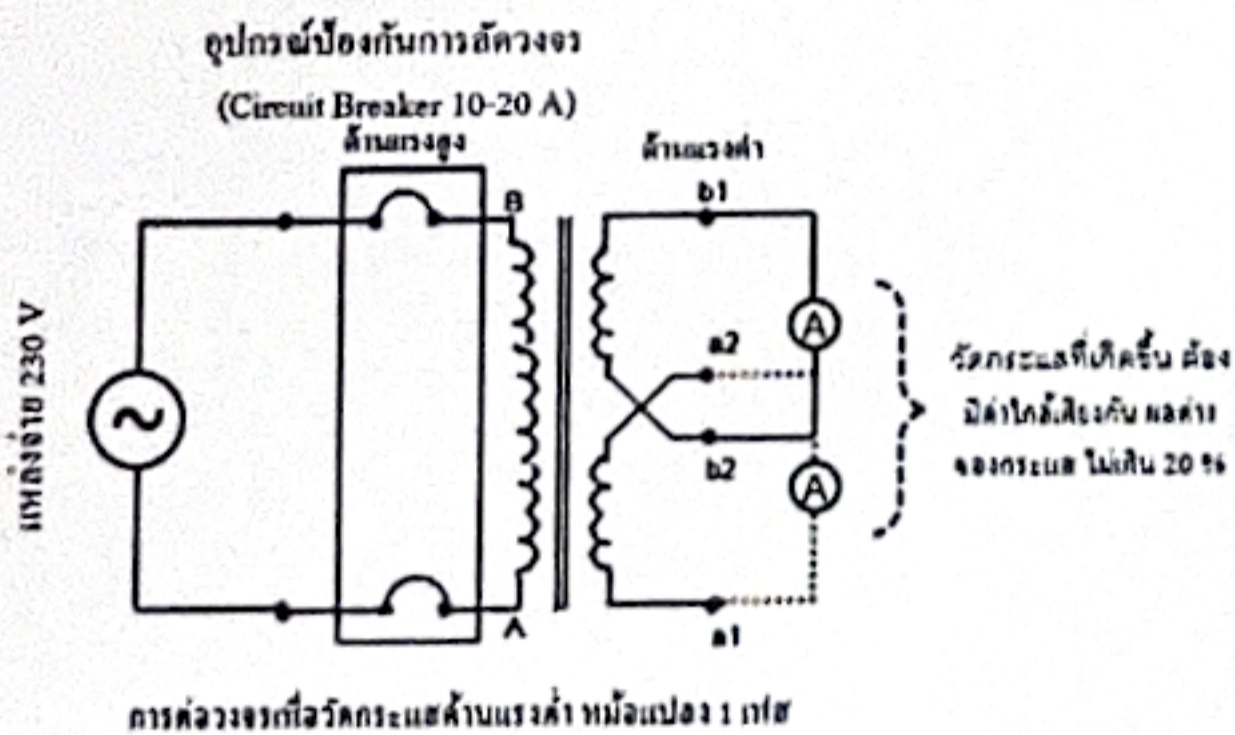 อุปกรณ์ป้องกันการลัดวงจร
(Circuit Breaker 10-20 A)
ด้านแรงสูง
ด้านแรงต่ำ
b1
B
A
a2
แหล่งจ่าย 230 V
วัดกระแสที่เกิดขึ้น ต้อง
มีค่าใกล้เคียงกัน ผลต่าง
ของกระแส ไม่เกิน 20 %
b2
A
A
a1
การต่อวงจรเพื่อวัดกระแสด้านแรงต่ำ หม้อแปลง 1 เฟส